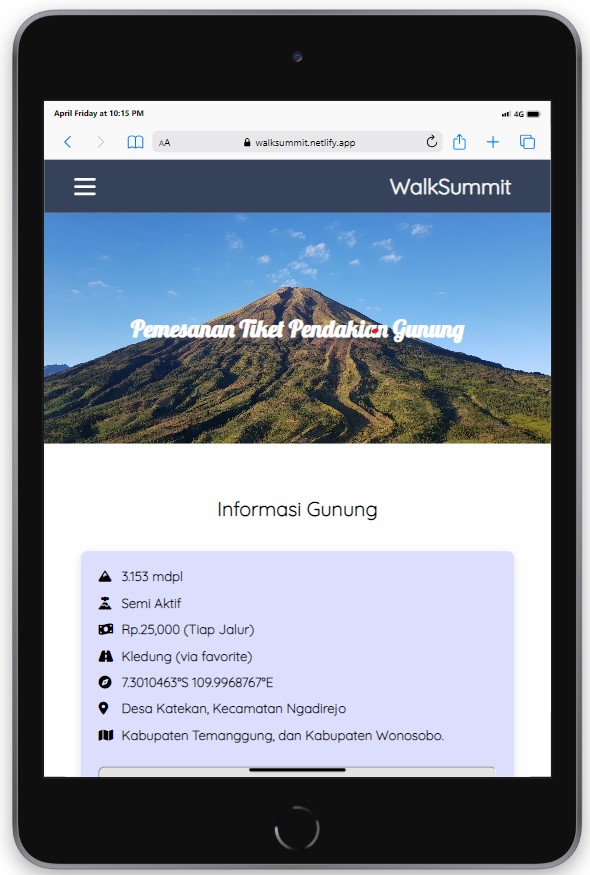 April Friday at 10:15 PM
4G
AA
walksummit.netlify.app
WalkSummit
Pemesanan Tiket Pendakian Gunung
Informasi Gunung
3.153 mdpl
Semi Aktif
Rp.25,000 (Tiap Jalur)
Kledung (via favorite)
7.3010463°S 109.9968767°E
Desa Katekan, Kecamatan Ngadirejo
Kabupaten Temanggung, dan Kabupaten Wonosobo.